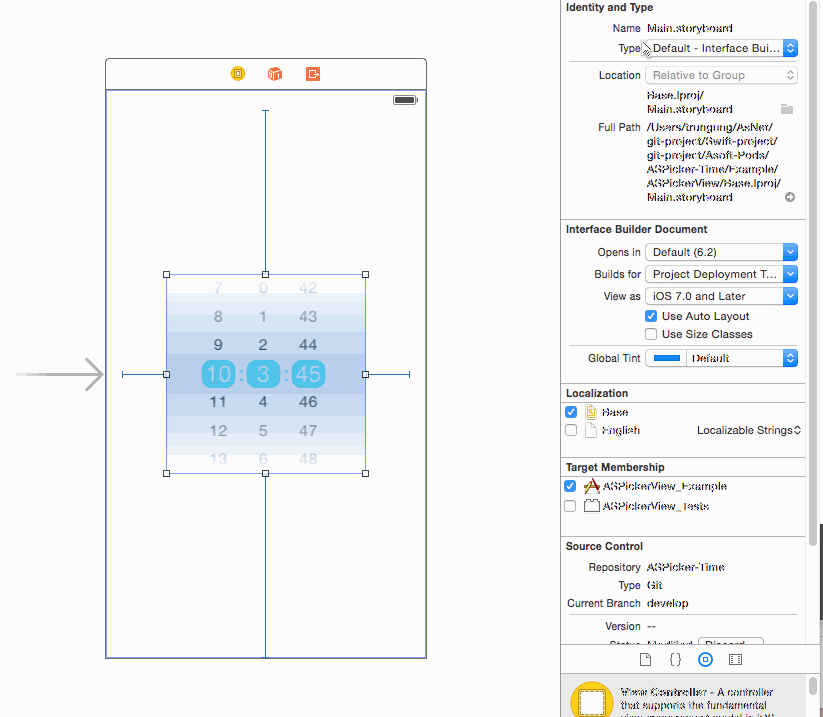 7 0 42
8 1 43
9 2 44
10 : 3 : 45
11 4 46
12 5 47
13 6 48
Identity and Type
Name Main.storyboard
Type Default - Interface Bui...
Location Relative to Group
Base.lproj/
Main.storyboard
Full Path /Users/trungung/AsNet/
git-project/Swift-project/
git-project/Asoft-Pods/
ASPicker-Time/Example/
ASPickerView/Base.lproj/
Main.storyboard
Interface Builder Document
Opens in Default (6.2)
Builds for Project Deployment T...
View as iOS 7.0 and Later
Use Auto Layout
Use Size Classes
Global Tint Default
Localization
Base
English Localizable Strings
Target Membership
ASPickerView_Example
ASPickerView_Tests
Source Control
Repository ASPicker-Time
Type Git
Current Branch develop
Version --
Status Modified Discard...
{}
View Controller - A controller
that supports the fundamental